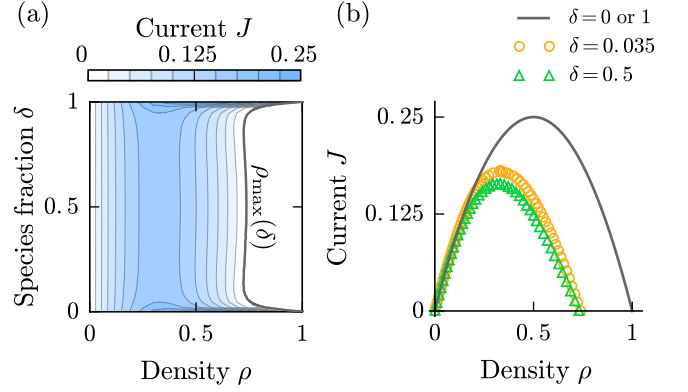 (a)
Current J
0 0.125 0.25
Species fraction δ
1
0.5
0
ρmax(δ)
0 0.5 1
Density ρ
(b)
δ = 0 or 1
δ = 0.035
δ = 0.5
Current J
0.25
0.125
0
0 0.5 1
Density ρ